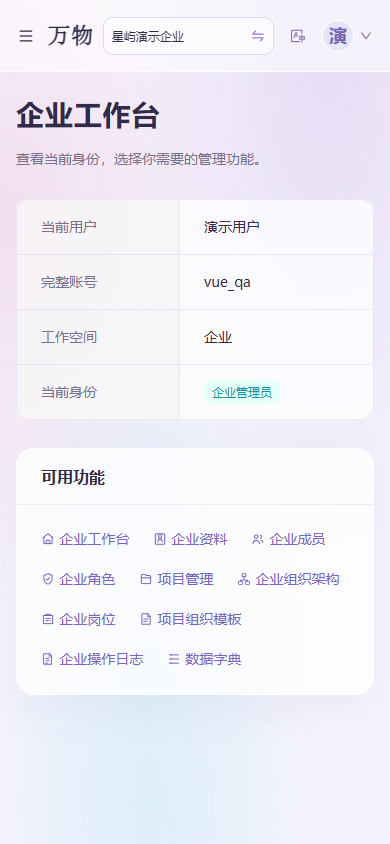 万物 星屿演示企业 演
企业工作台
查看当前身份，选择你需要的管理功能。
当前用户 演示用户
完整账号 vue_qa
工作空间 企业
当前身份 企业管理员
可用功能
企业工作台 企业资料 企业成员
企业角色 项目管理 企业组织架构
企业岗位 项目组织模板
企业操作日志 数据字典